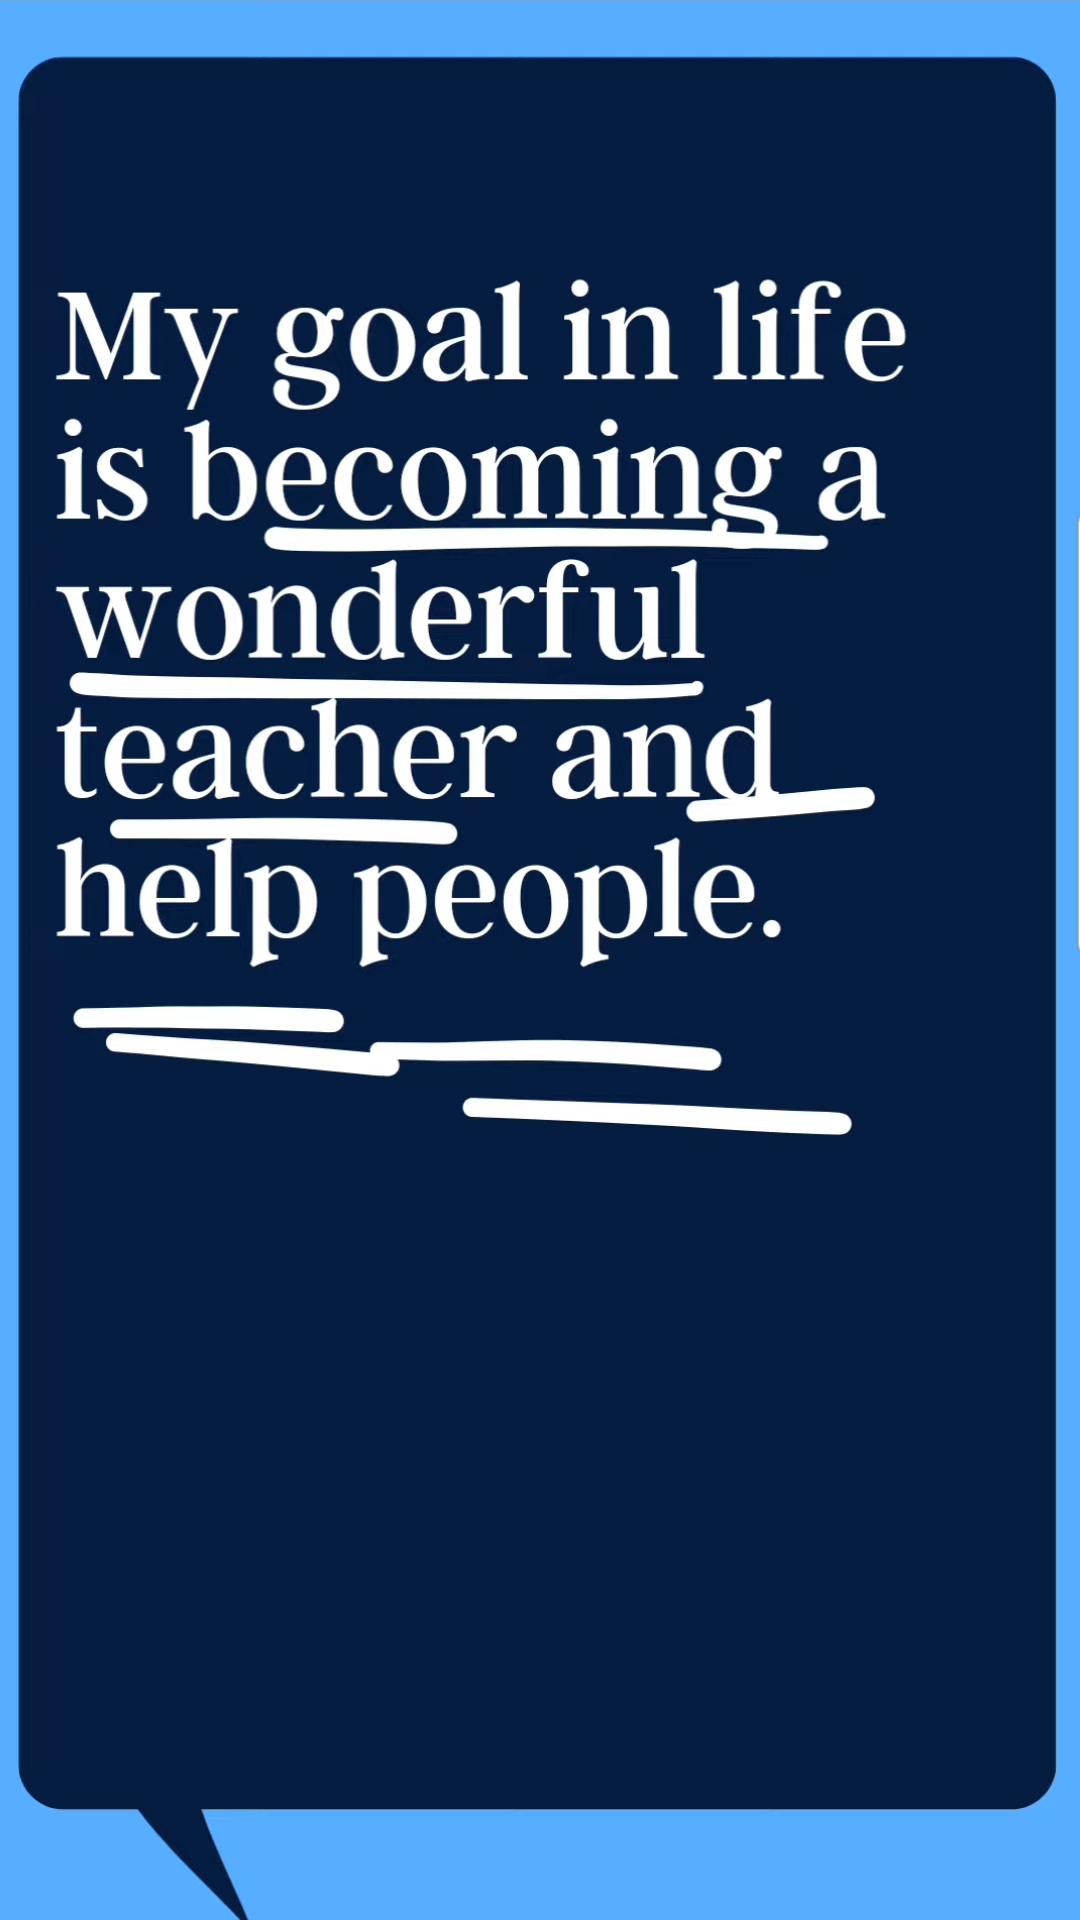 My goal in life
is becoming a
wonderful
teacher and
help people.